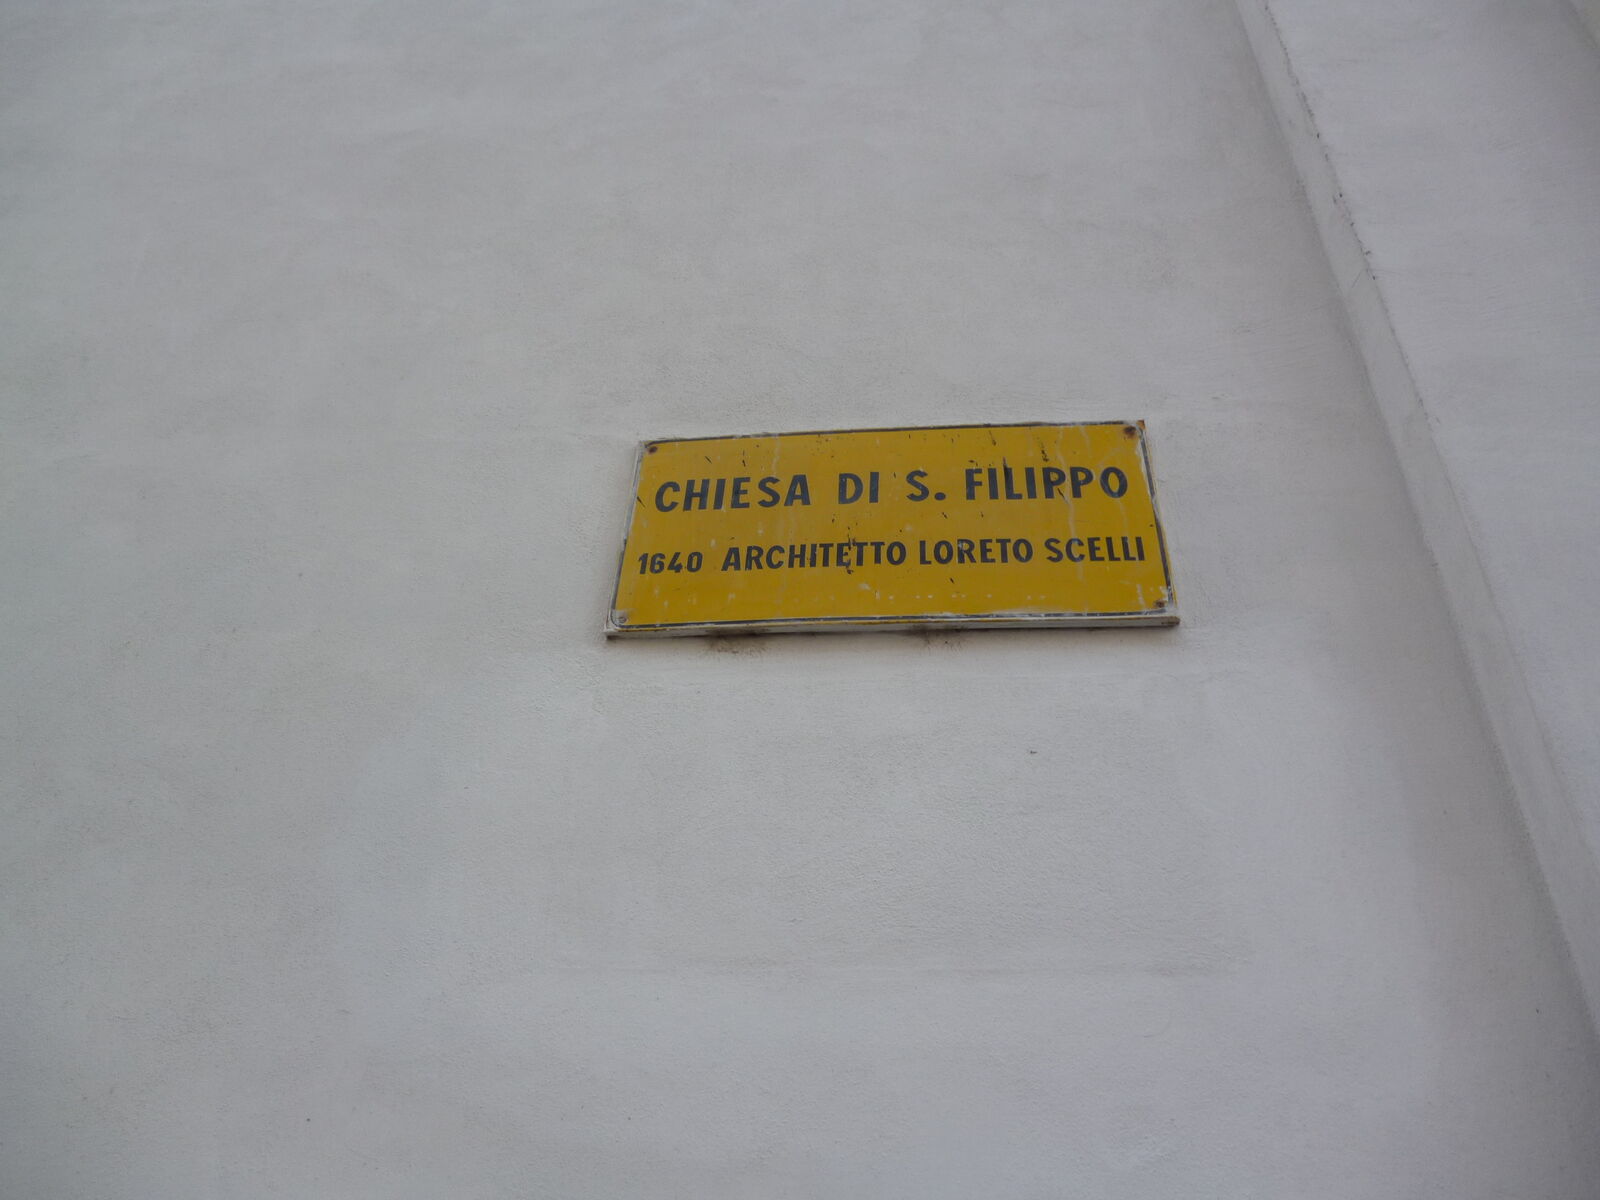 CHIESA DI S. FILIPPO
1640 ARCHITETTO LORETO SCELLI